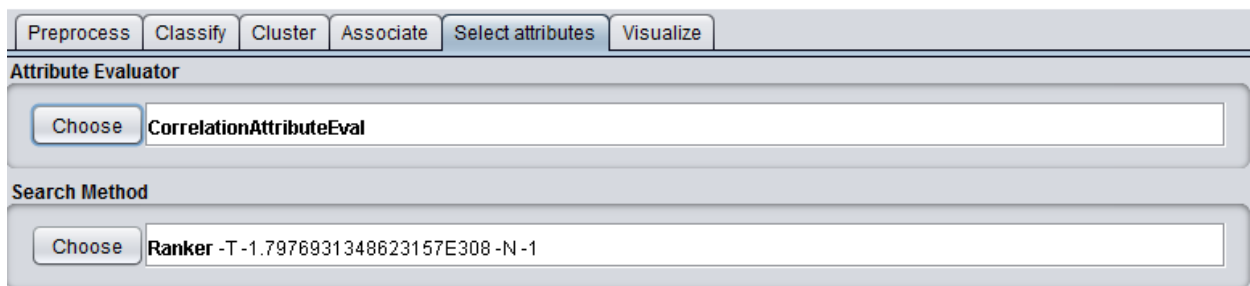 Preprocess Classify Cluster Associate Select attributes Visualize
Attribute Evaluator
Choose CorrelationAttributeEval
Search Method
Choose Ranker -T -1.7976931348623157E308 -N -1